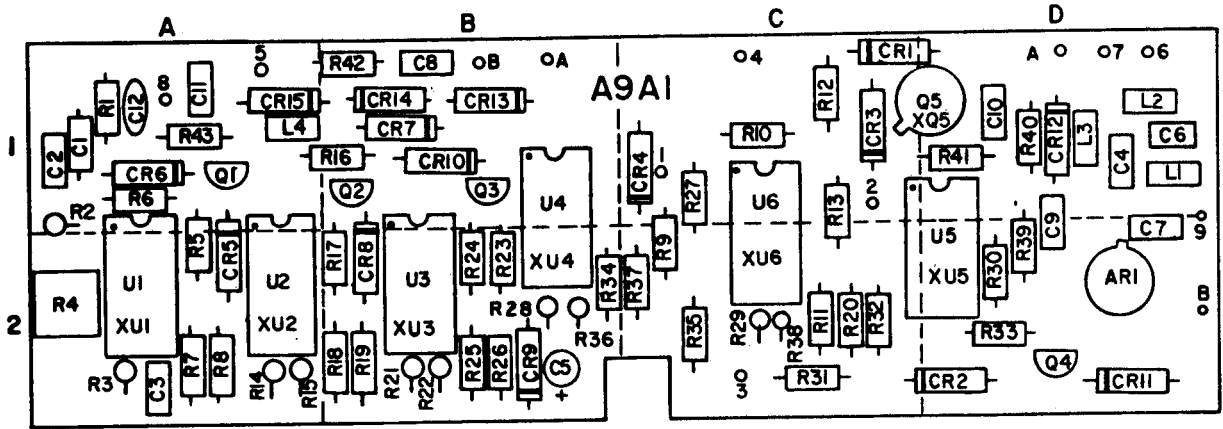 A B C D
5
R42 C8 B A
4
CR1
A 7 6
8
C11
R1 C12
CR15 CR14 CR13
A9A1
R12
CR3
Q5
XQ5
C10
R40 CR12 L3
L2
L4 CR7
R43
R10
C6
1
C2 C1
R16 CR10
CR4 1
R41
C4 L1
CR6 Q1
Q2 Q3
R27
2
R6
U4
U6
R13
R2
R5 CR5
R17 CR8
R24 R23
R9
U5
R39 C9
C7
9
U1 U2 U3
XU4
R34 R37
XU6
XU5
R30
AR1
R4
R28
B
2
XU1 XU2 XU3
R36
R35
R29
R38
R11 R20 R32
R33
R3
C3
R7 R8
R14 R15
R18 R19
R21 R22
R25 R26 CR9
C5
+
3
R31
CR2
Q4
CR11